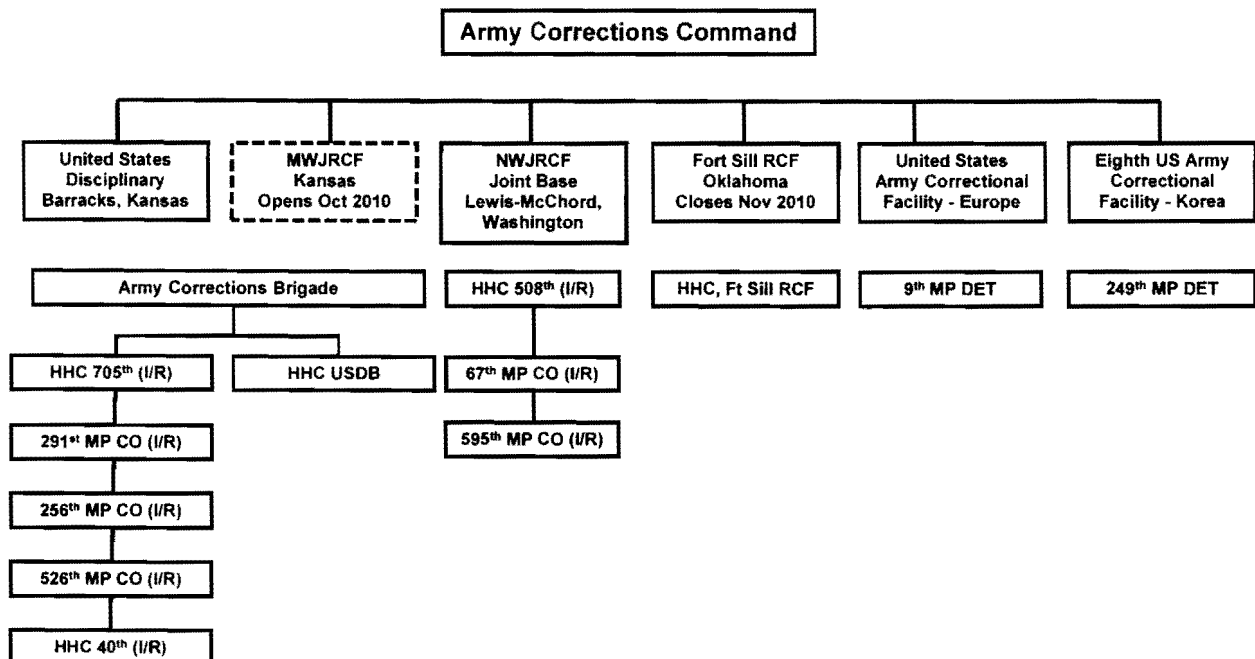 Army Corrections Command
United States
Disciplinary
Barracks, Kansas
MWJRCF
Kansas
Opens Oct 2010
NWJRCF
Joint Base
Lewis-McChord,
Washington
Fort Sill RCF
Oklahoma
Closes Nov 2010
United States
Army Correctional
Facility - Europe
Eighth US Army
Correctional
Facility - Korea
Army Corrections Brigade
HHC 508th (I/R)
HHC, Ft Sill RCF
9th MP DET
249th MP DET
HHC 705th (I/R)
HHC USDB
67th MP CO (I/R)
291st MP CO (I/R)
595th MP CO (I/R)
256th MP CO (I/R)
526th MP CO (I/R)
HHC 40th (I/R)